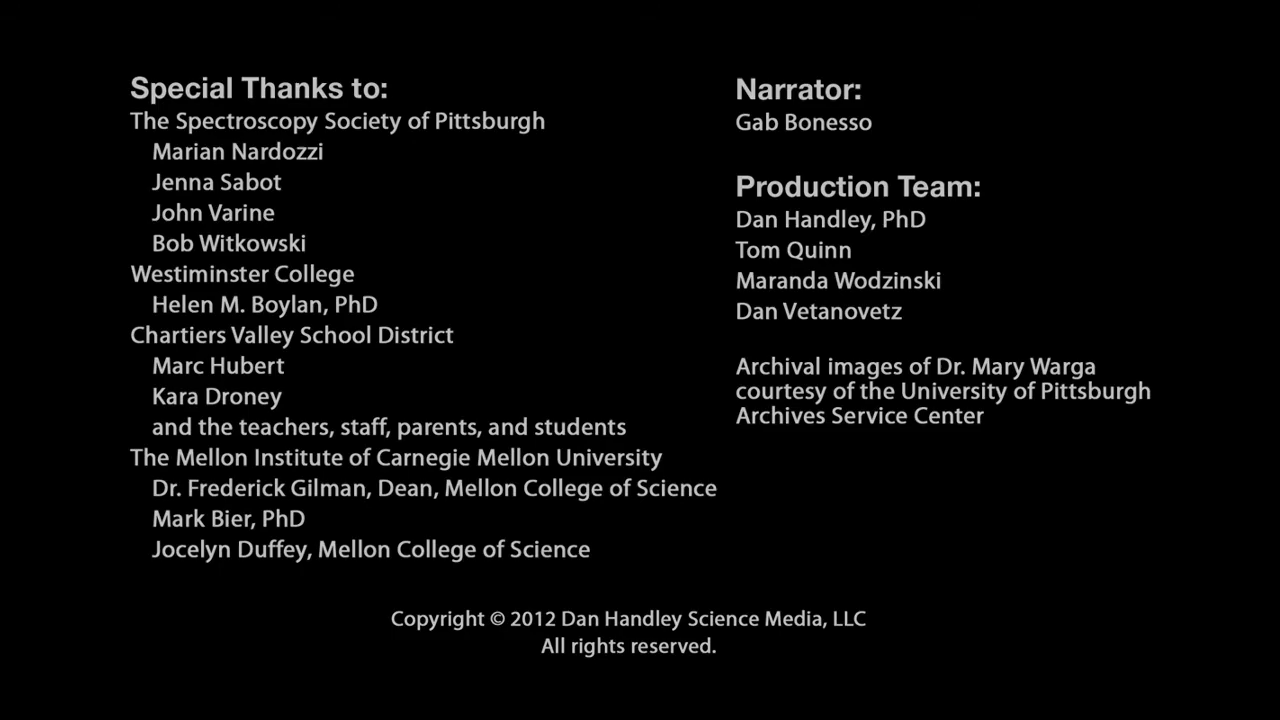 Special Thanks to:
The Spectroscopy Society of Pittsburgh
Marian Nardozzi
Jenna Sabot
John Varine
Bob Witkowski
Westiminster College
Helen M. Boylan, PhD
Chartiers Valley School District
Marc Hubert
Kara Droney
and the teachers, staff, parents, and students
The Mellon Institute of Carnegie Mellon University
Dr. Frederick Gilman, Dean, Mellon College of Science
Mark Bier, PhD
Jocelyn Duffey, Mellon College of Science
Narrator:
Gab Bonesso
Production Team:
Dan Handley, PhD
Tom Quinn
Maranda Wodzinski
Dan Vetanovetz
Archival images of Dr. Mary Warga
courtesy of the University of Pittsburgh
Archives Service Center
Copyright © 2012 Dan Handley Science Media, LLC
All rights reserved.